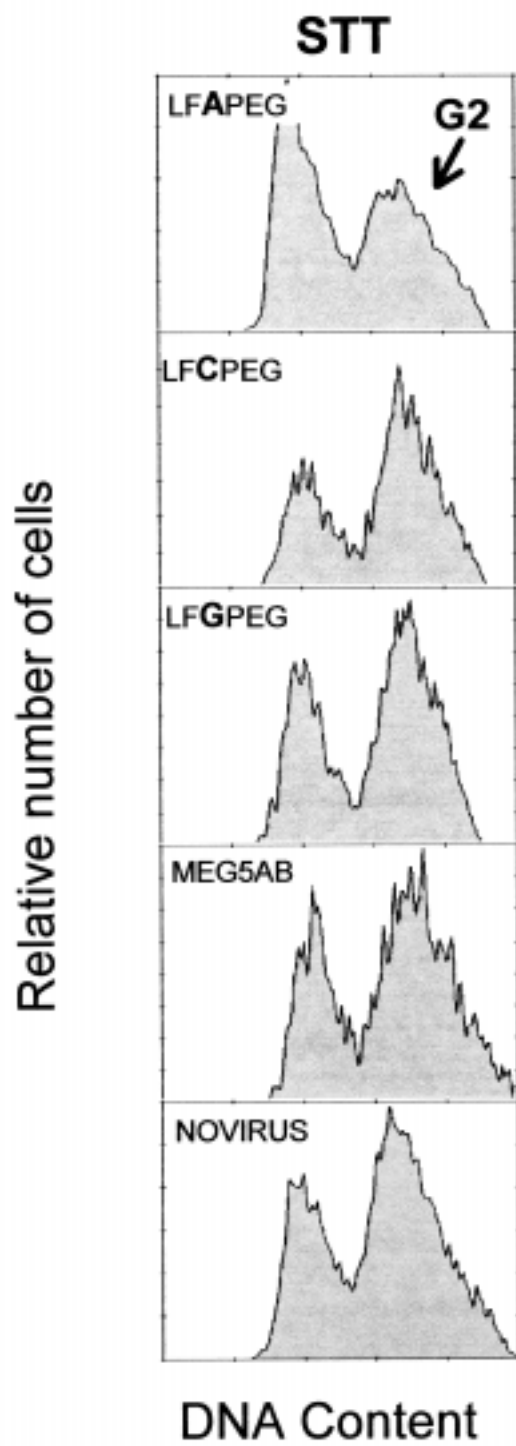 STT
LFAPEG
G2
LFCPEG
LFGPEG
MEG5AB
NOVIRUS
Relative number of cells
DNA Content